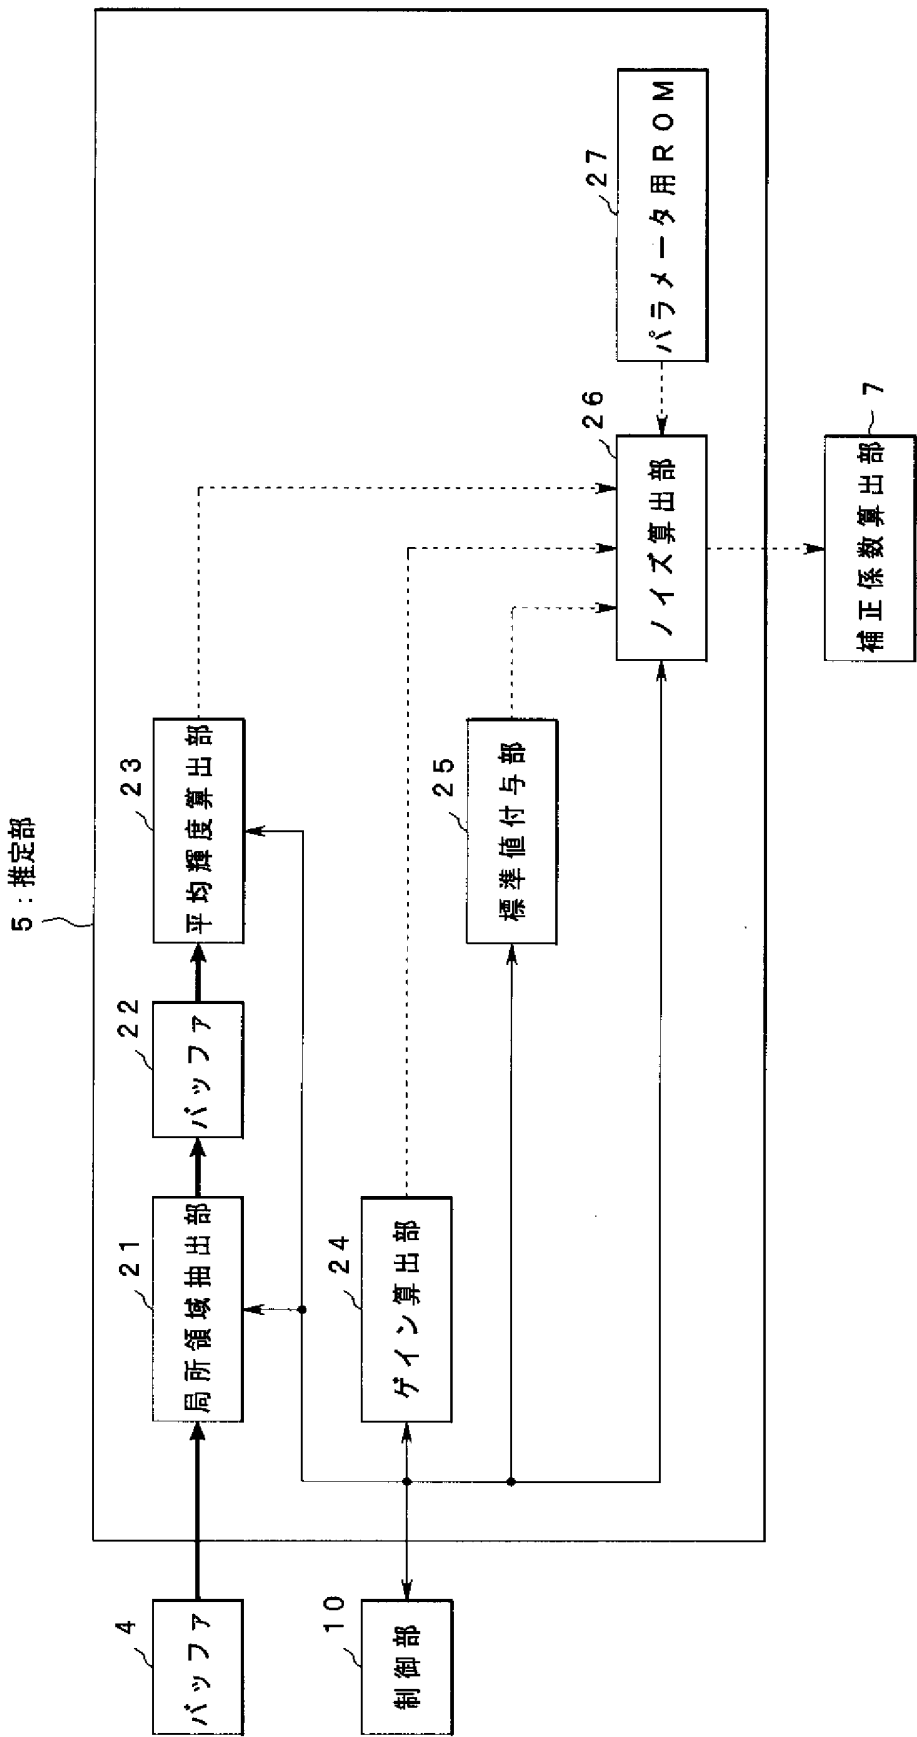 5：推定部
4
バッファ
21
局所領域抽出部
22
バッファ
23
平均輝度算出部
10
制御部
24
ゲイン算出部
25
標準値付与部
26
ノイズ算出部
27
パラメータ用ROM
7
補正係数算出部